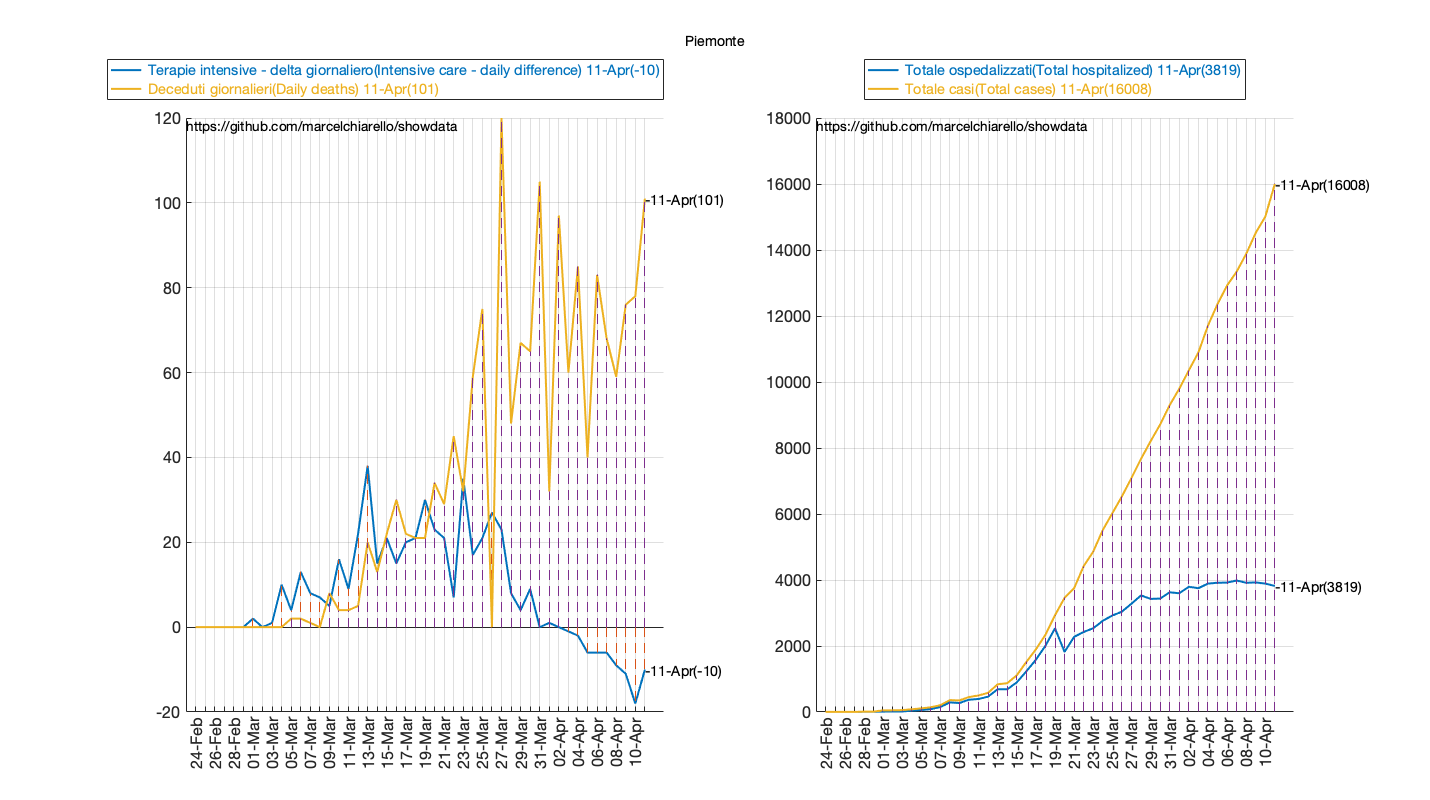 Piemonte
Terapie intensive - delta giornaliero(Intensive care - daily difference) 11-Apr(-10)
Deceduti giornalieri(Daily deaths) 11-Apr(101)
https://github.com/marcelchiarello/showdata
120
100
80
60
40
20
0
-20
-11-Apr(101)
-11-Apr(-10)
24-Feb
26-Feb
28-Feb
01-Mar
03-Mar
05-Mar
07-Mar
09-Mar
11-Mar
13-Mar
15-Mar
17-Mar
19-Mar
21-Mar
23-Mar
25-Mar
27-Mar
29-Mar
31-Mar
02-Apr
04-Apr
06-Apr
08-Apr
10-Apr
Totale ospedalizzati(Total hospitalized) 11-Apr(3819)
Totale casi(Total cases) 11-Apr(16008)
https://github.com/marcelchiarello/showdata
18000
16000
14000
12000
10000
8000
6000
4000
2000
0
-11-Apr(16008)
-11-Apr(3819)
24-Feb
26-Feb
28-Feb
01-Mar
03-Mar
05-Mar
07-Mar
09-Mar
11-Mar
13-Mar
15-Mar
17-Mar
19-Mar
21-Mar
23-Mar
25-Mar
27-Mar
29-Mar
31-Mar
02-Apr
04-Apr
06-Apr
08-Apr
10-Apr